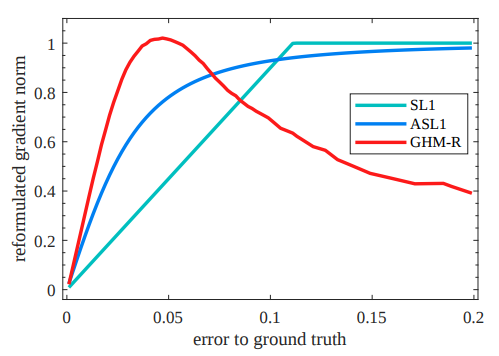 reformulated gradient norm
1
0.8
0.6
0.4
0.2
0
SL1
ASL1
GHM-R
0 0.05 0.1 0.15 0.2
error to ground truth